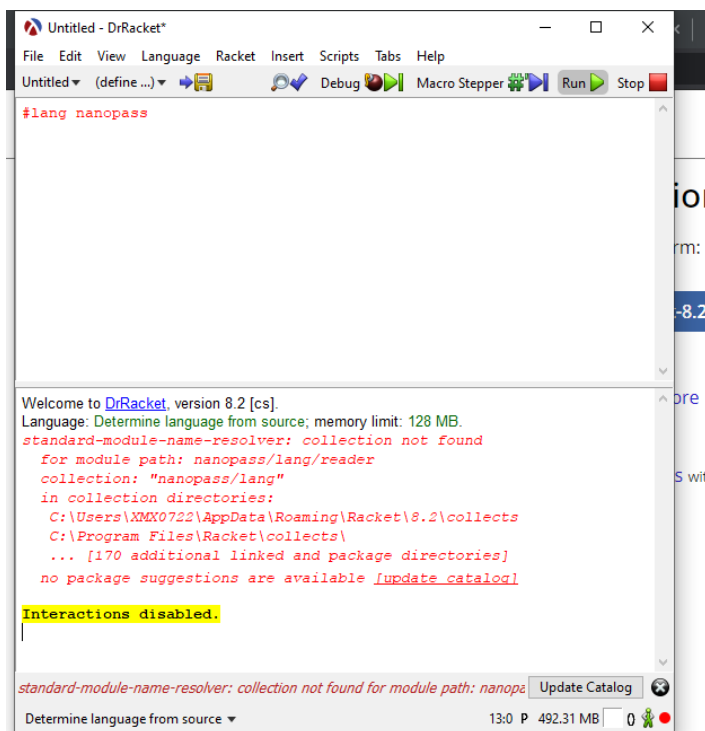 Untitled - DrRacket*
File Edit View Language Racket Insert Scripts Tabs Help
Untitled (define ...) Debug Macro Stepper Run Stop
#lang nanopass
Welcome to DrRacket, version 8.2 [cs].
Language: Determine language from source; memory limit: 128 MB.
standard-module-name-resolver: collection not found
for module path: nanopass/lang/reader
collection: "nanopass/lang"
in collection directories:
C:\Users\XMX0722\AppData\Roaming\Racket\8.2\collects
C:\Program Files\Racket\collects\
... [170 additional linked and package directories]
no package suggestions are available [update catalog]
Interactions disabled.
standard-module-name-resolver: collection not found for module path: nanopa Update Catalog
Determine language from source 13:0 P 492.31 MB ()
rm:
-8.2